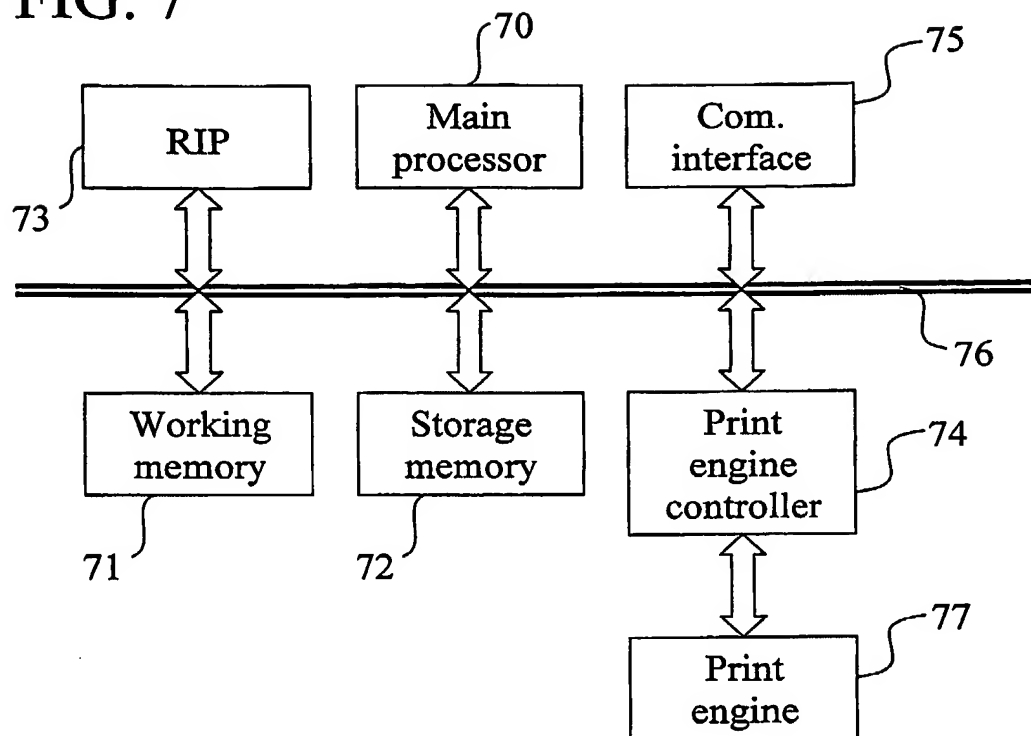 FIG. 7
70
75
RIP
Main
processor
Com.
interface
73
76
Working
memory
Storage
memory
Print
engine
controller
74
71
72
77
Print
engine